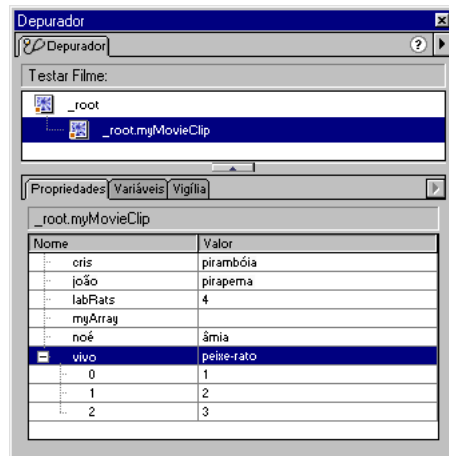 Depurador
Depurador
Testar Filme:
_root
_root.myMovieClip
Propriedades Variáveis Vigília
_root.myMovieClip
Nome Valor
cris pirambóia
joão pirapema
labRats 4
myArray
noé âmia
vivo peixe-rato
0 1
1 2
2 3